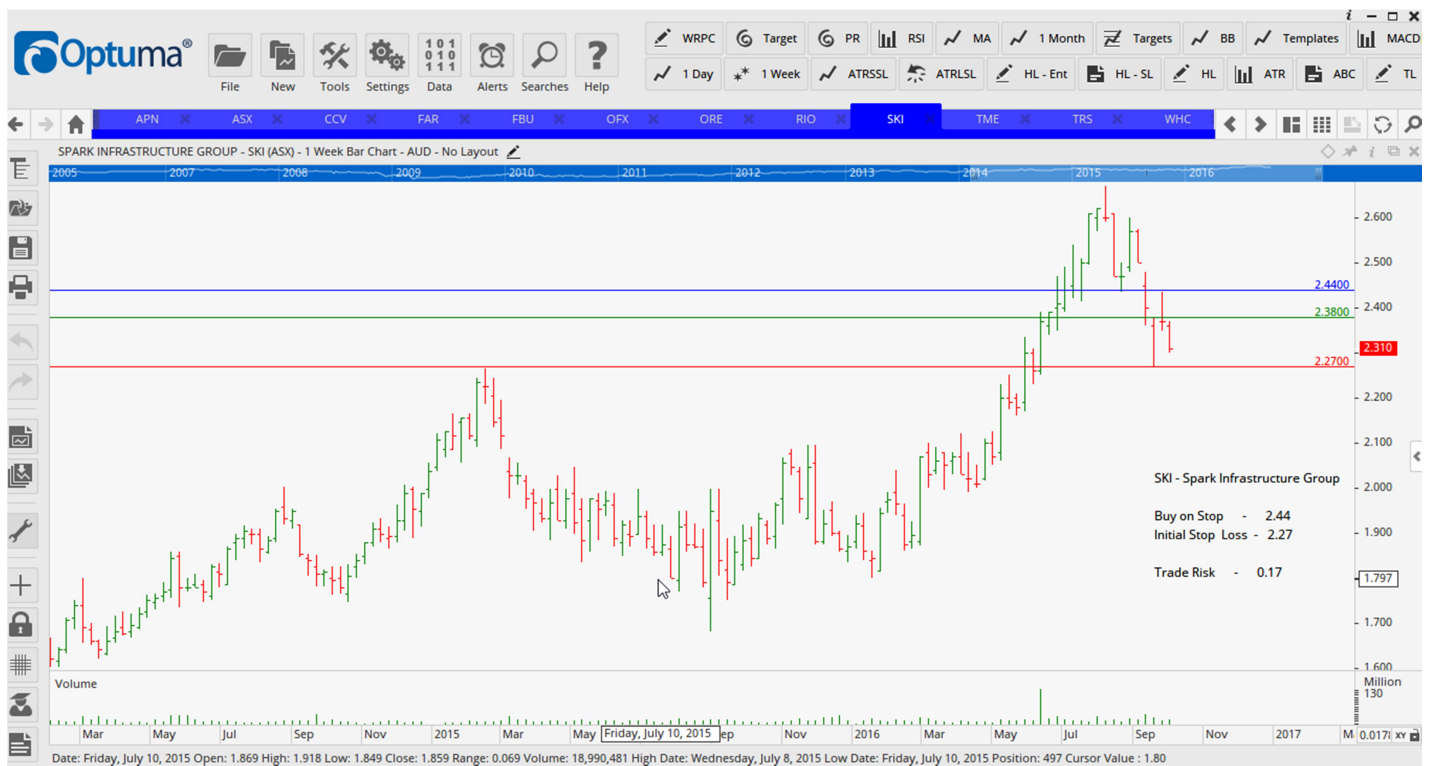 Optuma®
File New Tools Settings Data Alerts Searches Help
WRPC Target PR RSI MA 1 Month Targets BB Templates MACD
1 Day 1 Week ATRSSL ATRLSL HL - Ent HL - SL HL ATR ABC TL
APN ASX CCV FAR FBU OFX ORE RIO SKI TME TRS WHC
SPARK INFRASTRUCTURE GROUP - SKI (ASX) - 1 Week Bar Chart - AUD - No Layout
2005 2007 2008 2009 2010 2011 2012 2013 2014 2015 2016
2.600
2.500
2.4400
2.400
2.3800
2.310
2.2700
2.200
2.100
SKI - Spark Infrastructure Group
2.000
Buy on Stop - 2.44
1.900
Initial Stop Loss - 2.27
Trade Risk - 0.17
1.797
1.700
1.600
Volume
Million
130
Mar May Jul Sep Nov 2015 Mar May Friday, July 10, 2015 ep Nov 2016 Mar May Jul Sep Nov 2017 M 0.0178 XY
Date: Friday, July 10, 2015 Open: 1.869 High: 1.918 Low: 1.849 Close: 1.859 Range: 0.069 Volume: 18,990,481 High Date: Wednesday, July 8, 2015 Low Date: Friday, July 10, 2015 Position: 497 Cursor Value : 1.80